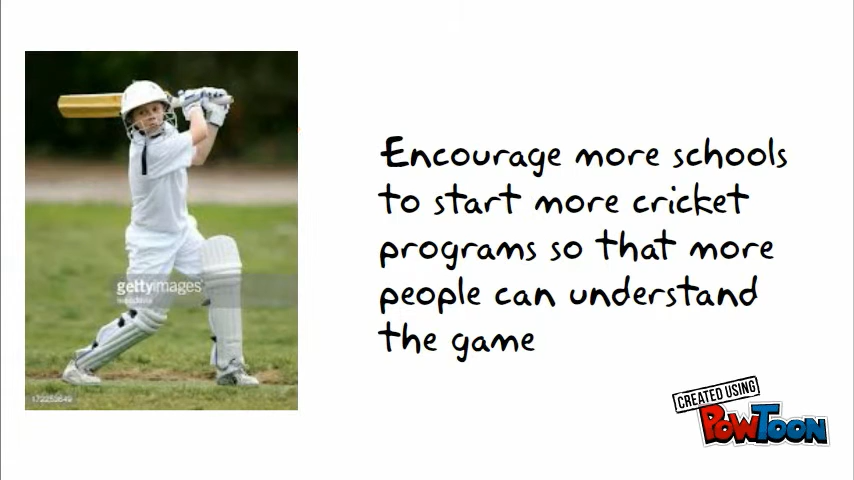 Encourage more schools
to start more cricket
programs so that more
people can understand
the game
gettyimages
172253649
CREATED USING
POWTOON